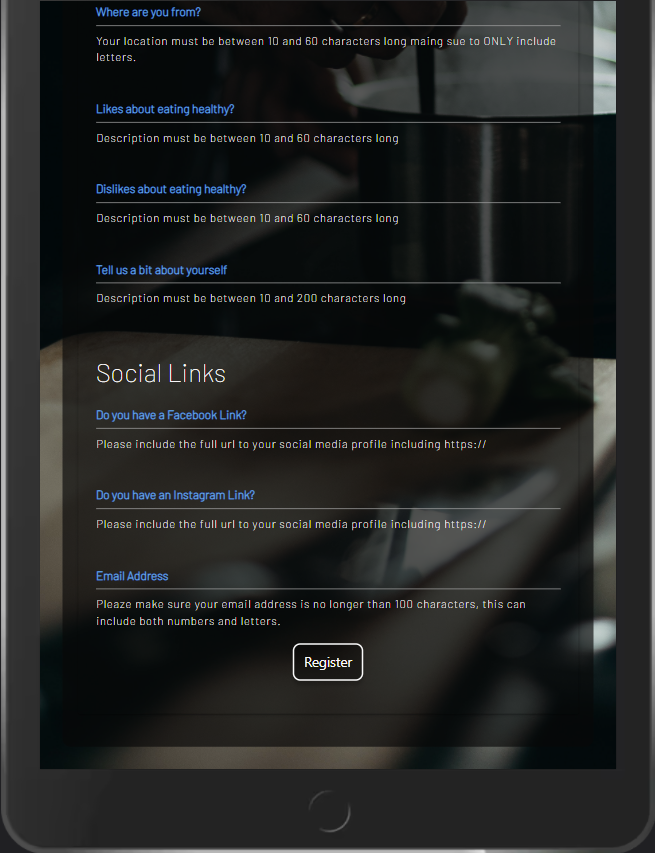 Where are you from?
Your location must be between 10 and 60 characters long maing sue to ONLY include
letters.
Likes about eating healthy?
Description must be between 10 and 60 characters long
Dislikes about eating healthy?
Description must be between 10 and 60 characters long
Tell us a bit about yourself
Description must be between 10 and 200 characters long
Social Links
Do you have a Facebook Link?
Please include the full url to your social media profile including https://
Do you have an Instagram Link?
Please include the full url to your social media profile including https://
Email Address
Pleaze make sure your email address is no longer than 100 characters, this can
include both numbers and letters.
Register